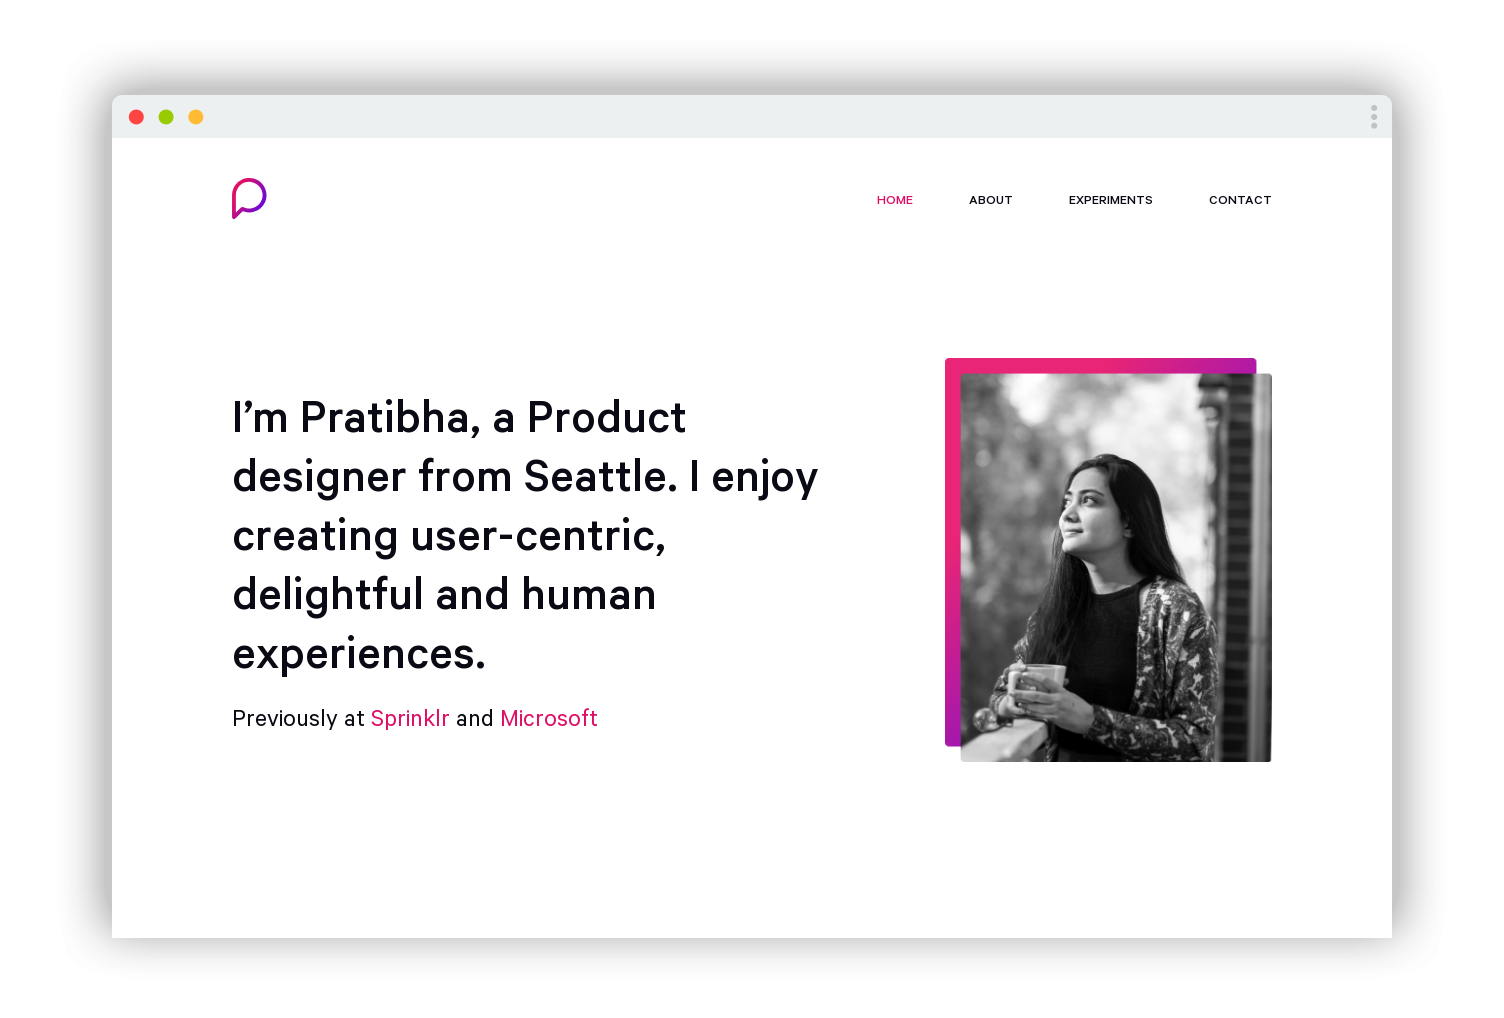 HOME ABOUT EXPERIMENTS CONTACT
I’m Pratibha, a Product
designer from Seattle. I enjoy
creating user-centric,
delightful and human
experiences.
Previously at Sprinklr and Microsoft